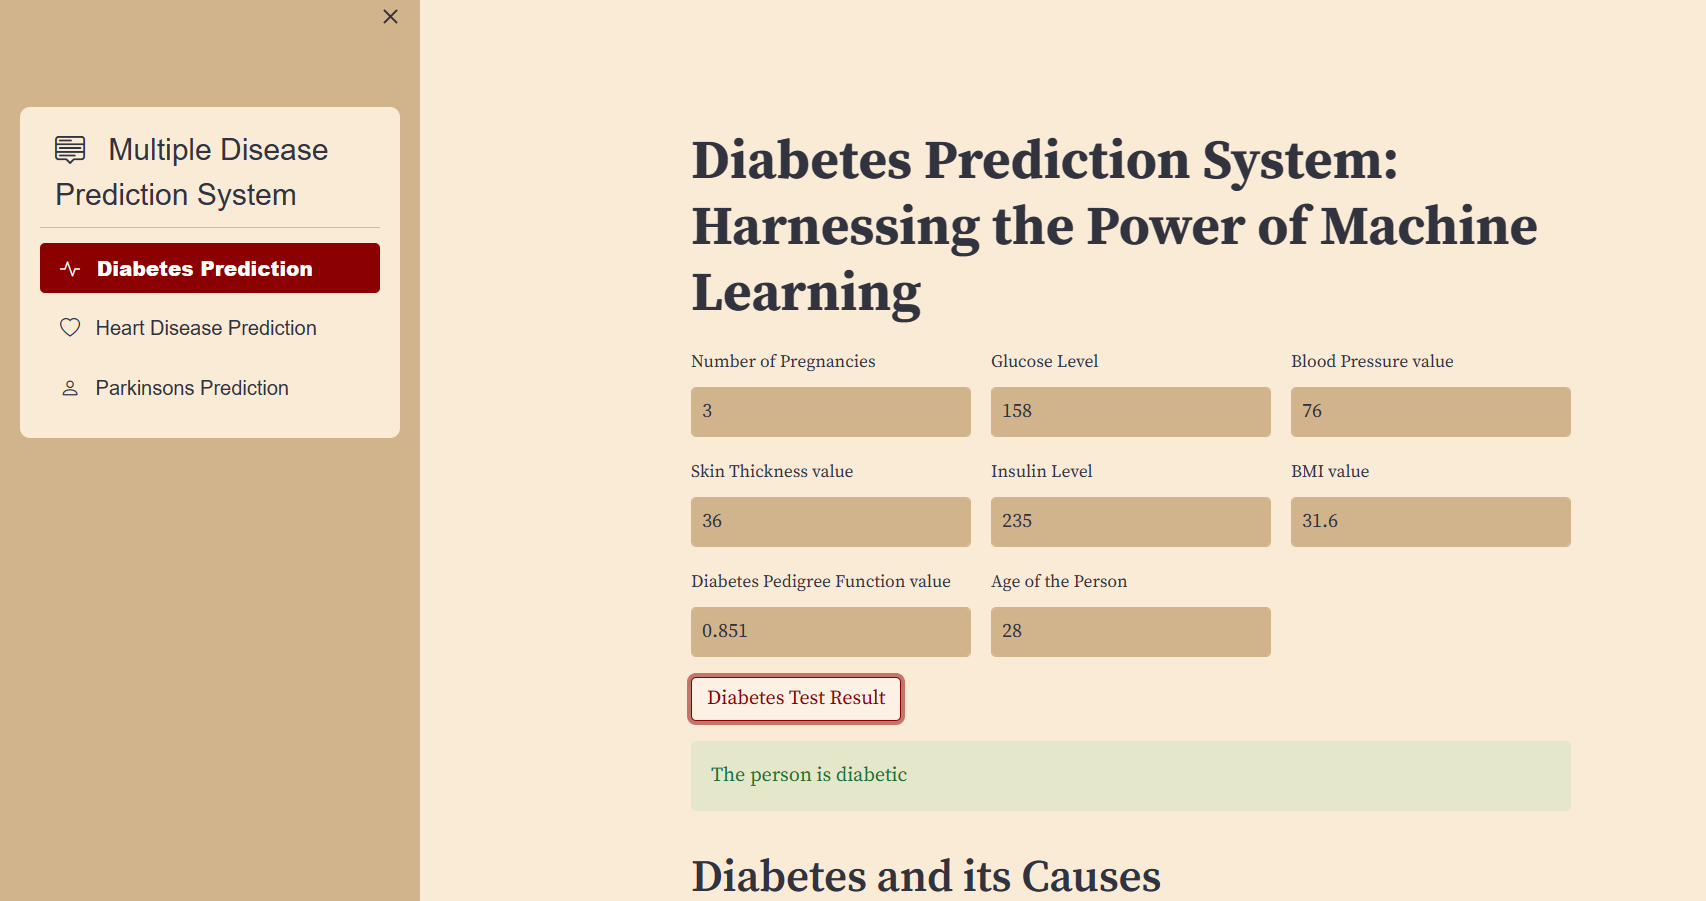 Multiple Disease
Prediction System
Diabetes Prediction
Heart Disease Prediction
Parkinsons Prediction
Diabetes Prediction System:
Harnessing the Power of Machine
Learning
Number of Pregnancies
Glucose Level
Blood Pressure value
3
158
76
Skin Thickness value
Insulin Level
BMI value
36
235
31.6
Diabetes Pedigree Function value
Age of the Person
0.851
28
Diabetes Test Result
The person is diabetic
Diabetes and its Causes